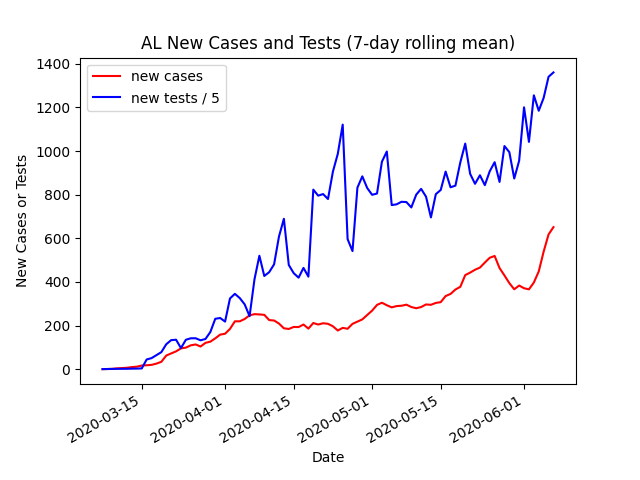 AL New Cases and Tests (7-day rolling mean)
new cases
new tests / 5
1400
1200
1000
800
600
400
200
0
New Cases or Tests
2020-03-15
2020-04-01
2020-04-15
2020-05-01
2020-05-15
2020-06-01
Date